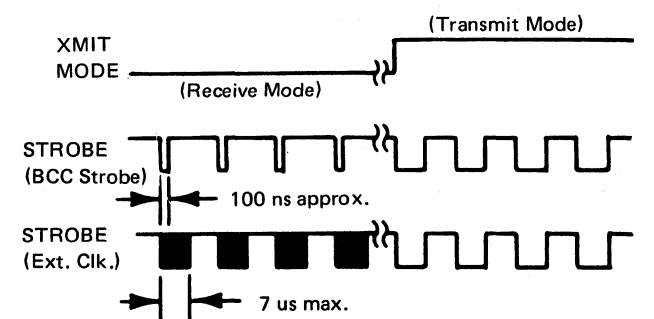 (Transmit Mode)
XMIT
MODE
(Receive Mode)
STROBE
(BCC Strobe)
100 ns approx.
STROBE
(Ext. Clk.)
7 us max.